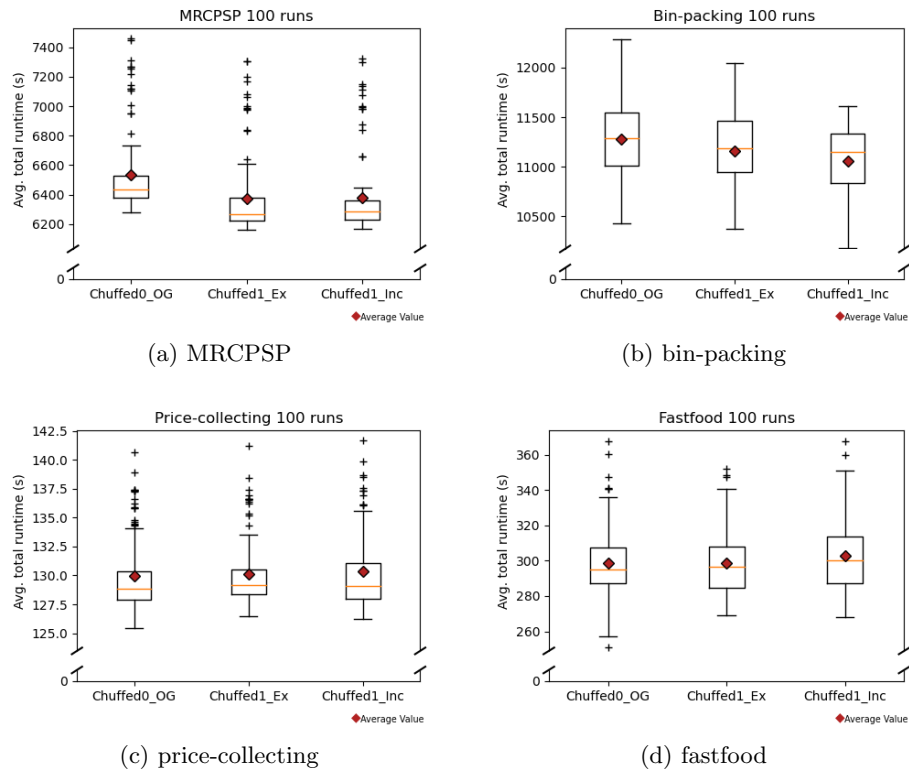 MRCPSP 100 runs
Avg. total runtime (s)
7400
7200
7000
6800
6600
6400
6200
0
Chuffed0_OG Chuffed1_Ex Chuffed1_Inc
Average Value
(a) MRCPSP
Bin-packing 100 runs
Avg. total runtime (s)
12000
11500
11000
10500
0
Chuffed0_OG Chuffed1_Ex Chuffed1_Inc
Average Value
(b) bin-packing
Price-collecting 100 runs
Avg. total runtime (s)
142.5
140.0
137.5
135.0
132.5
130.0
127.5
125.0
0
Chuffed0_OG Chuffed1_Ex Chuffed1_Inc
Average Value
(c) price-collecting
Fastfood 100 runs
Avg. total runtime (s)
360
340
320
300
280
260
0
Chuffed0_OG Chuffed1_Ex Chuffed1_Inc
Average Value
(d) fastfood